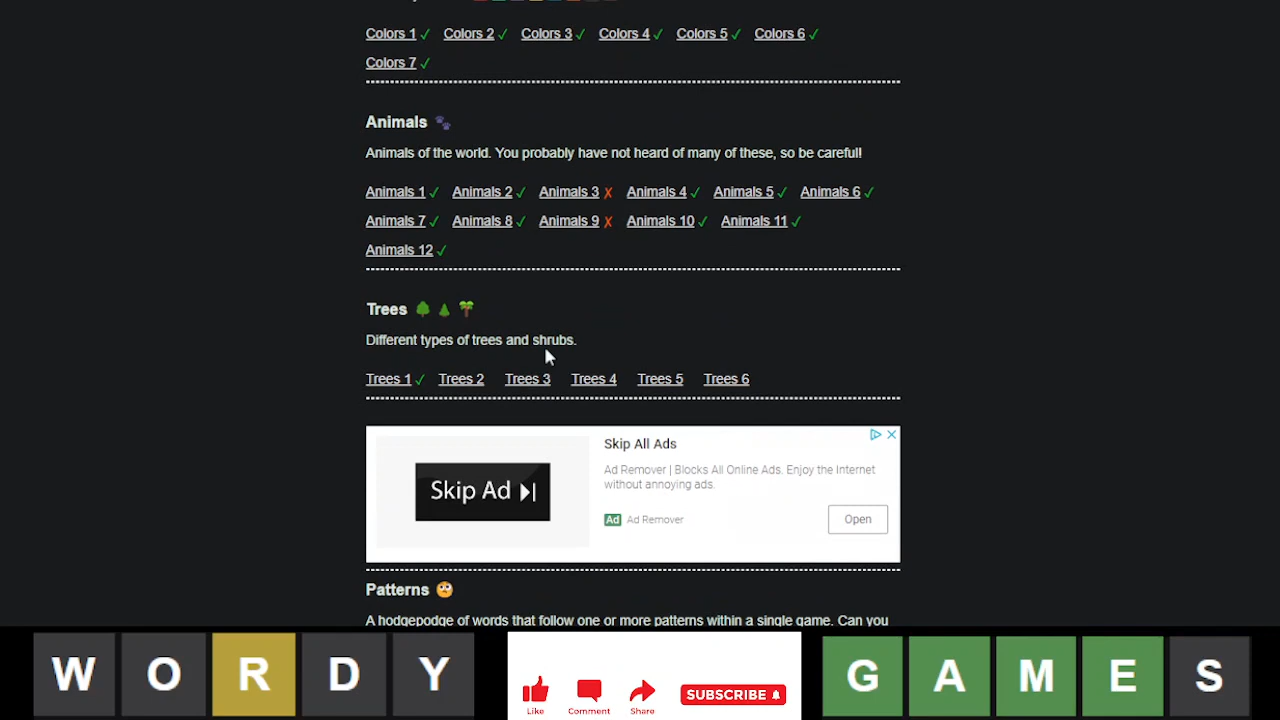 Colors 1 ✓ Colors 2 ✓ Colors 3 ✓ Colors 4 ✓ Colors 5 ✓ Colors 6 ✓
Colors 7 ✓
Animals
Animals of the world. You probably have not heard of many of these, so be careful!
Animals 1 ✓ Animals 2 ✓ Animals 3 ✗ Animals 4 ✓ Animals 5 ✓ Animals 6 ✓
Animals 7 ✓ Animals 8 ✓ Animals 9 ✗ Animals 10 ✓ Animals 11 ✓
Animals 12 ✓
Trees
Different types of trees and shrubs.
Trees 1 ✓ Trees 2 Trees 3 Trees 4 Trees 5 Trees 6
Skip Ad
Skip All Ads
Ad Remover | Blocks All Online Ads. Enjoy the Internet
without annoying ads.
Ad Ad Remover
Open
Patterns
A hodgepodge of words that follow one or more patterns within a single game. Can you
WORDY
Like
Comment
Share
SUBSCRIBE
GAMES